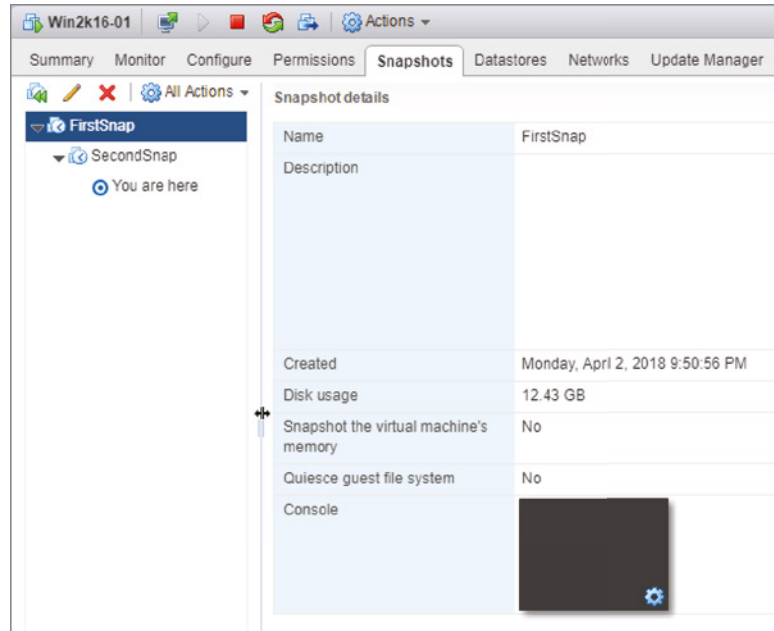 Win2k16-01 Actions
Summary Monitor Configure Permissions Snapshots Datastores Networks Update Manager
All Actions
Snapshot details
FirstSnap
SecondSnap
You are here
Name FirstSnap
Description
Created Monday, Aprl 2, 2018 9:50:56 PM
Disk usage 12.43 GB
Snapshot the virtual machine's No
memory
Quiesce guest file system No
Console